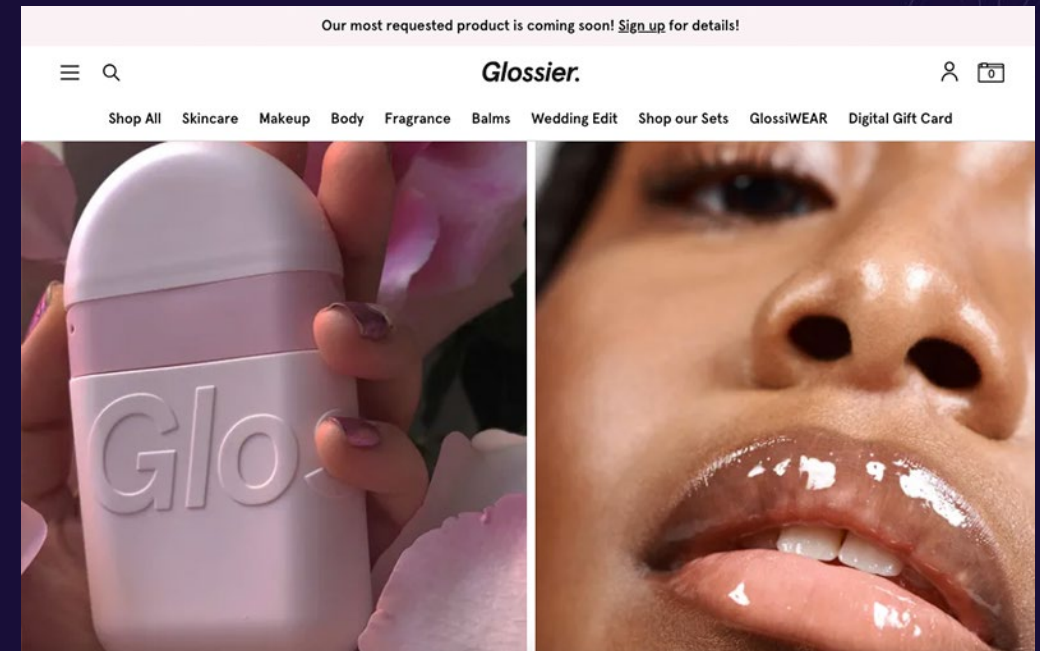 Our most requested product is coming soon! Sign up for details!
Glossier.
0
Shop All Skincare Makeup Body Fragrance Balms Wedding Edit Shop our Sets GlossiWEAR Digital Gift Card
Glos